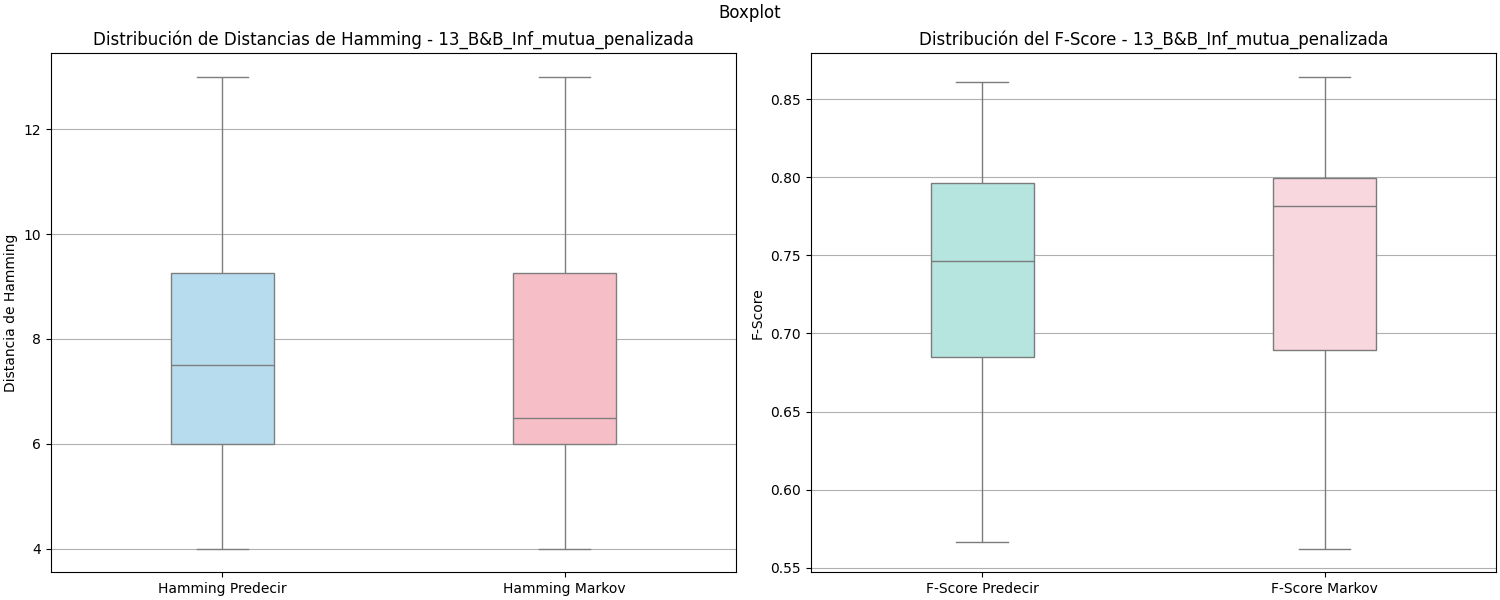 Boxplot
Distribución de Distancias de Hamming - 13_B&B_Inf_mutua_penalizada
Distancia de Hamming
12
10
8
6
4
Hamming Predecir
Hamming Markov
Distribución del F-Score - 13_B&B_Inf_mutua_penalizada
F-Score
0.85
0.80
0.75
0.70
0.65
0.60
0.55
F-Score Predecir
F-Score Markov